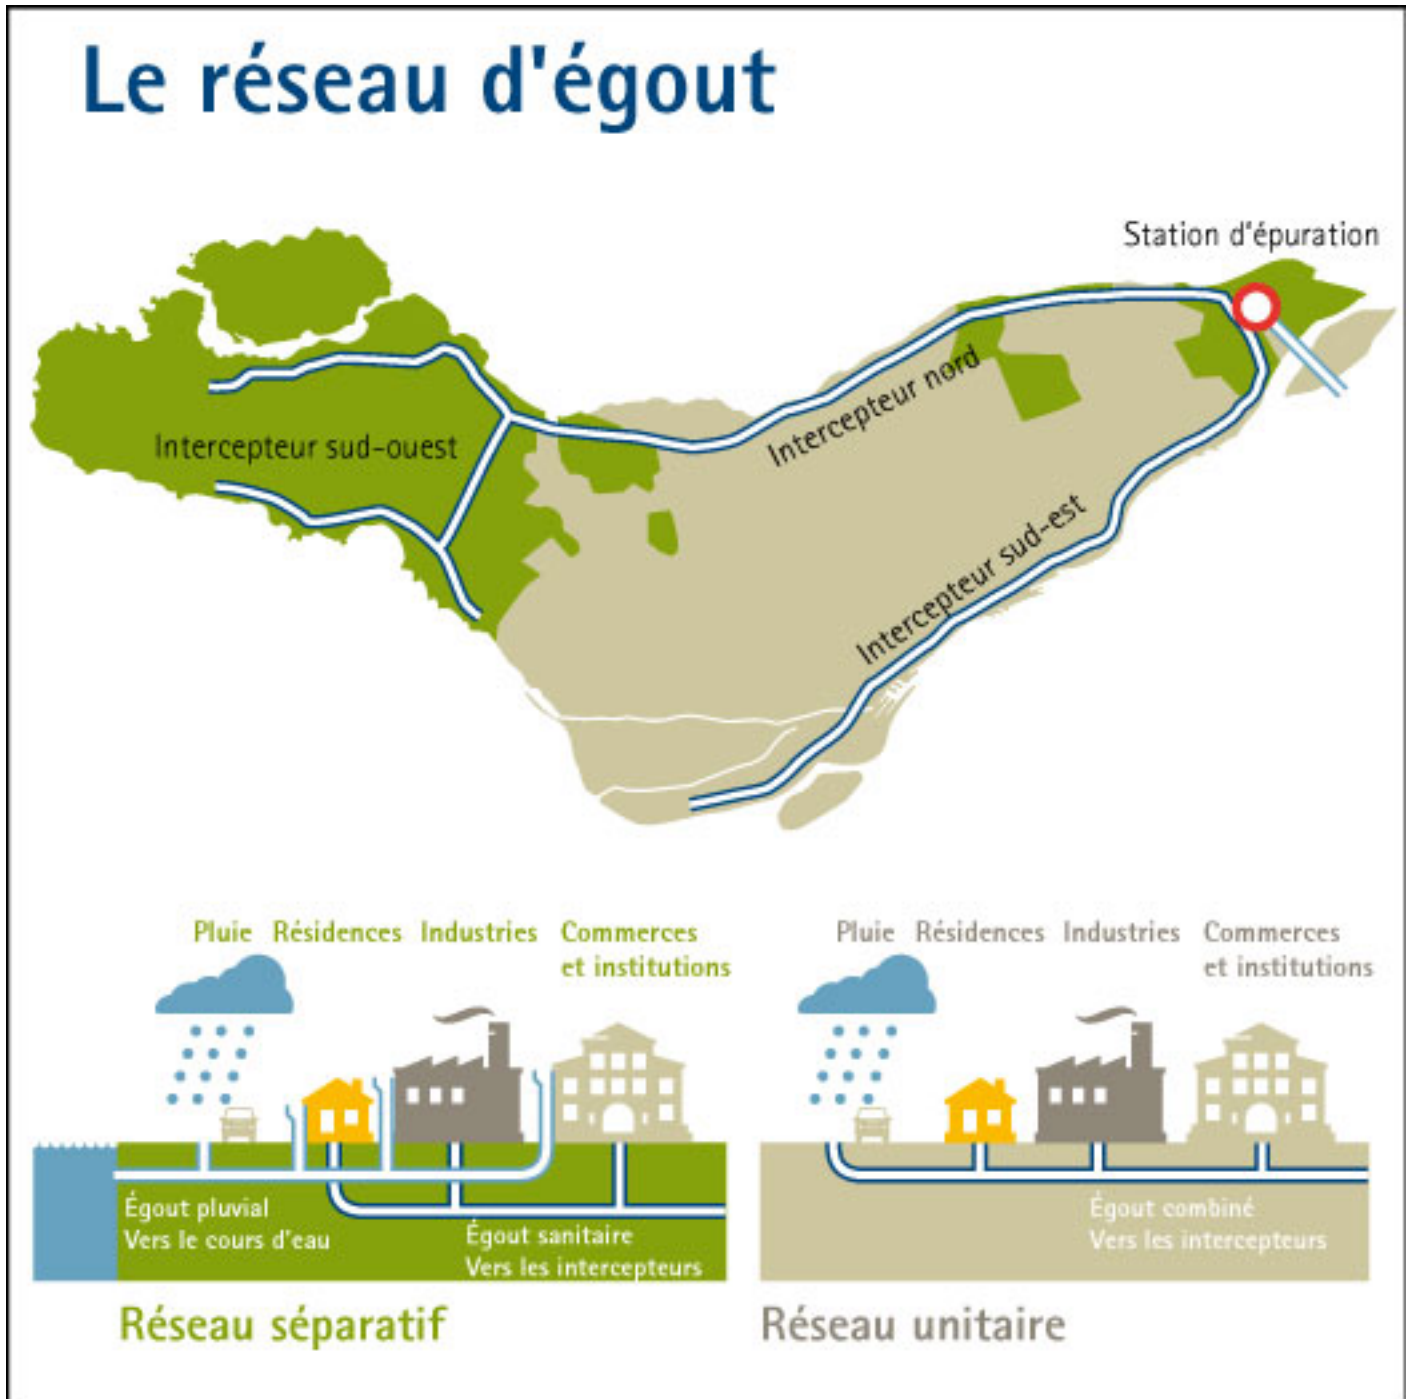 Le réseau d'égout
Station d'épuration
Intercepteur nord
Intercepteur sud-ouest
Intercepteur sud-est
Pluie Résidences Industries Commerces
et institutions
Pluie Résidences Industries Commerces
et institutions
Égout pluvial
Vers le cours d'eau
Égout sanitaire
Vers les intercepteurs
Égout combiné
Vers les intercepteurs
Réseau séparatif
Réseau unitaire